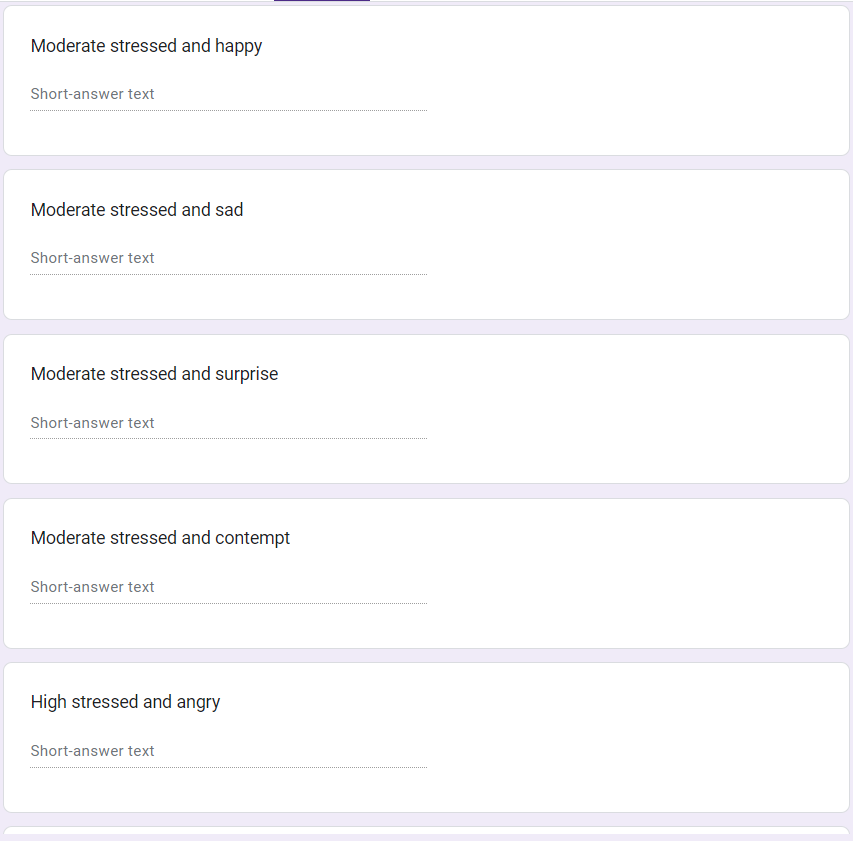 Moderate stressed and happy
Short-answer text
Moderate stressed and sad
Short-answer text
Moderate stressed and surprise
Short-answer text
Moderate stressed and contempt
Short-answer text
High stressed and angry
Short-answer text